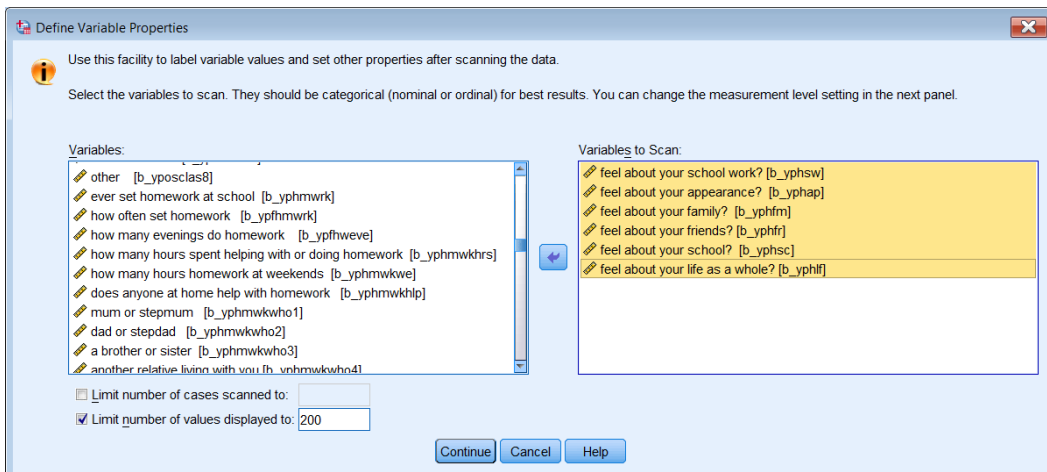 Define Variable Properties
Use this facility to label variable values and set other properties after scanning the data.
Select the variables to scan. They should be categorical (nominal or ordinal) for best results. You can change the measurement level setting in the next panel.
Variables:
other [b_yposclas8]
ever set homework at school [b_yphmwrk]
how often set homework [b_ypfhmwrk]
how many evenings do homework [b_ypfhweve]
how many hours spent helping with or doing homework [b_yphmwkhrs]
how many hours homework at weekends [b_yphmwkwe]
does anyone at home help with homework [b_yphmwkhlp]
mum or stepmum [b_yphmwkwho1]
dad or stepdad [b_yphmwkwho2]
a brother or sister [b_yphmwkwho3]
another relative living with you [b_yphmwkwho4]
Variables to Scan:
feel about your school work? [b_yphsw]
feel about your appearance? [b_yphap]
feel about your family? [b_yphfm]
feel about your friends? [b_yphfr]
feel about your school? [b_yphsc]
feel about your life as a whole? [b_yphlf]
Limit number of cases scanned to:
Limit number of values displayed to: 200
Continue Cancel Help